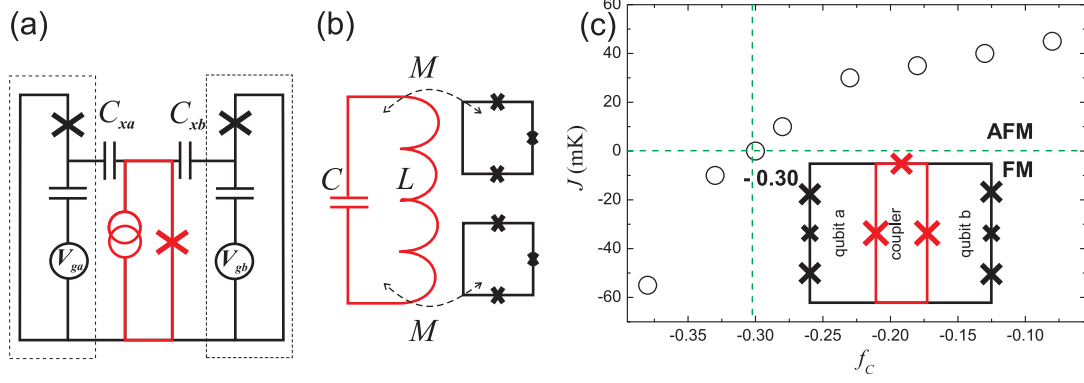 (a)
C_xa
C_xb
V_ga
V_gb
(b)
M
C
L
M
(c)
J (mK)
60
40
20
0
-20
-40
-60
AFM
FM
- 0.30
qubit a
coupler
qubit b
-0.35
-0.30
-0.25
-0.20
-0.15
-0.10
f_C